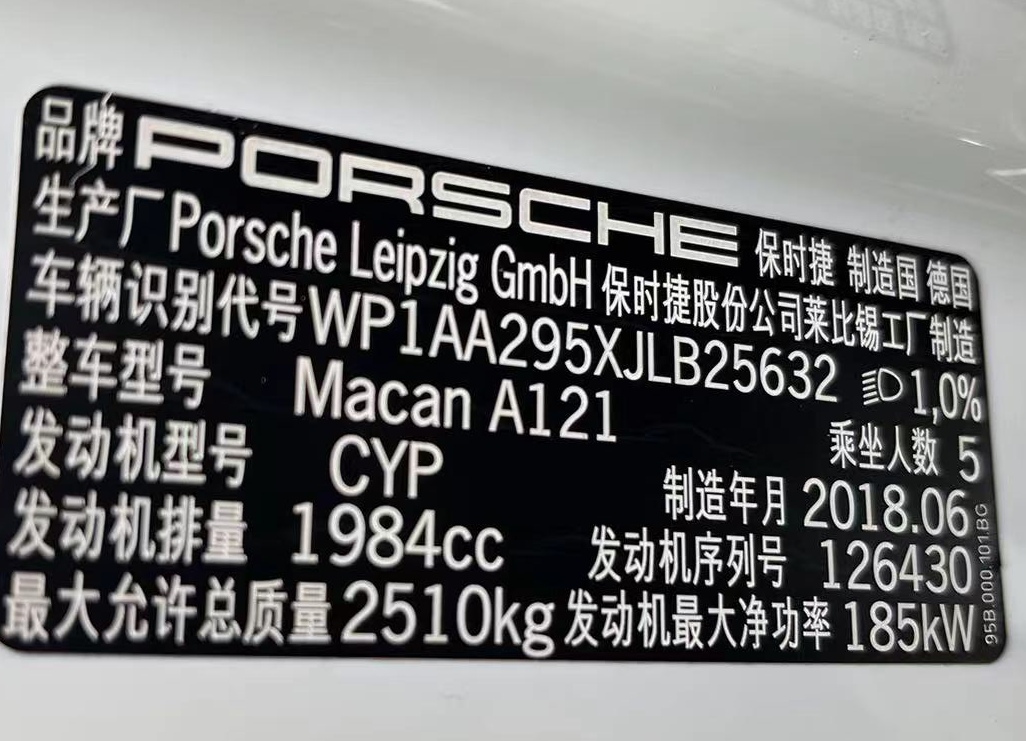 品牌 PORSCHE 保时捷 制造国 德国
生产厂 Porsche Leipzig GmbH 保时捷股份公司莱比锡工厂制造
车辆识别代号 WP1AA295XJLB25632 1,0%
整车型号 Macan A121 乘坐人数 5
发动机型号 CYP 制造年月 2018.06
发动机排量 1984cc 发动机序列号 126430
最大允许总质量 2510kg 发动机最大净功率 185kW
95B.000.101.BG